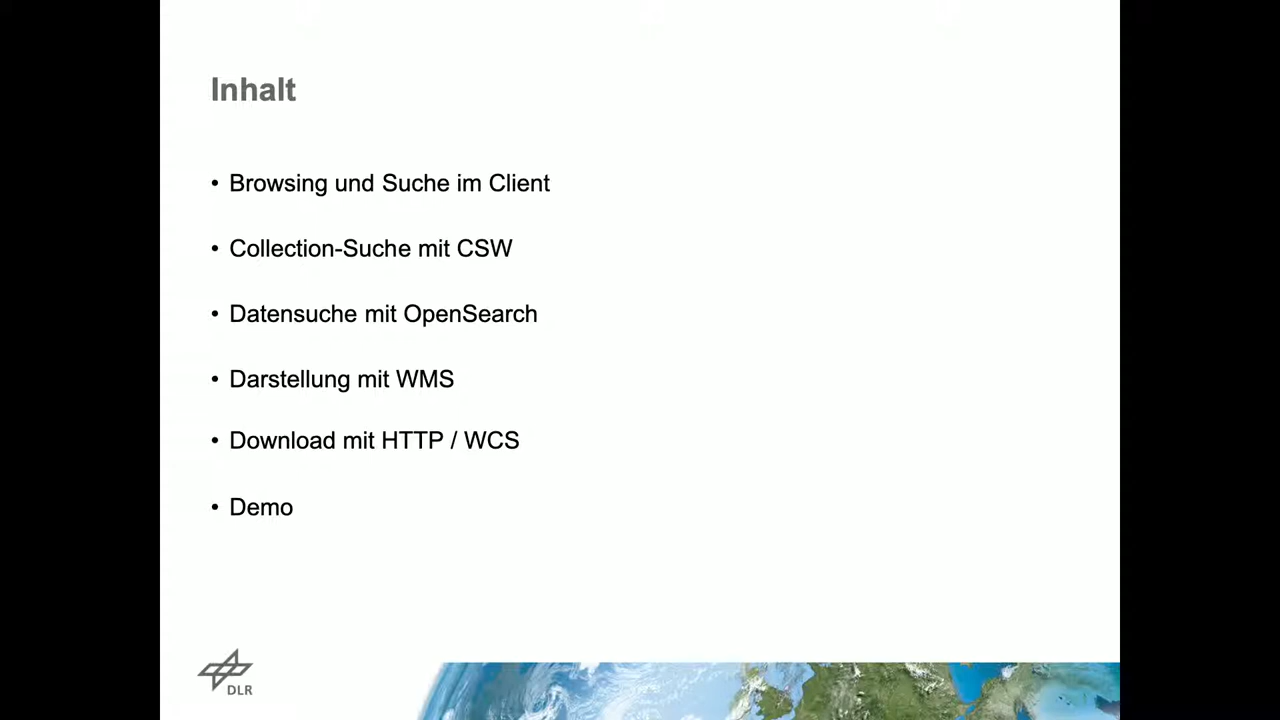 Inhalt
• Browsing und Suche im Client
• Collection-Suche mit CSW
• Datensuche mit OpenSearch
• Darstellung mit WMS
• Download mit HTTP / WCS
• Demo
DLR